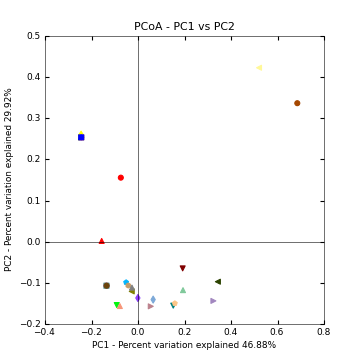 PCoA - PC1 vs PC2
0.5
0.4
0.3
0.2
0.1
0.0
−0.1
−0.2
−0.4 −0.2 0.0 0.2 0.4 0.6 0.8
PC2 - Percent variation explained 29.92%
PC1 - Percent variation explained 46.88%